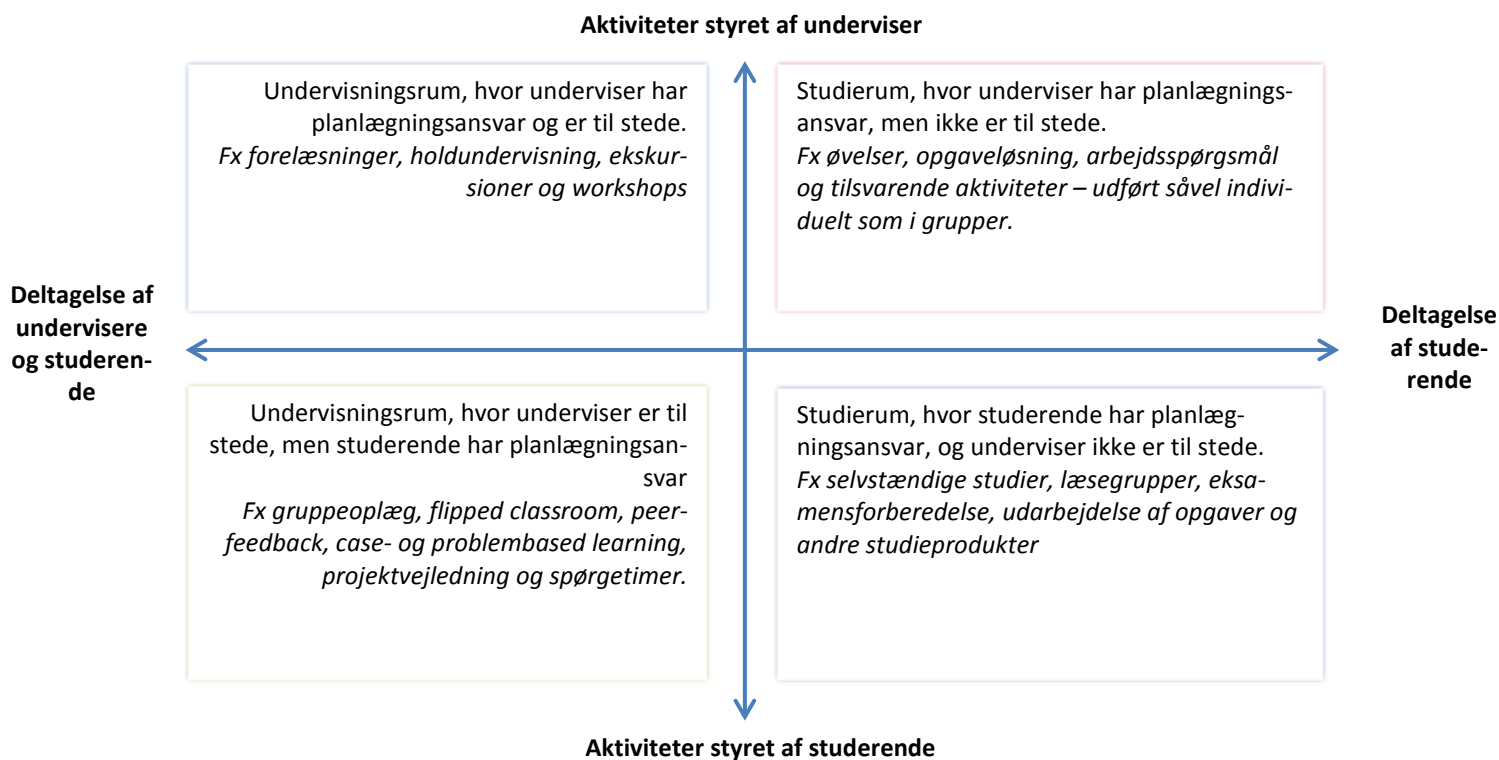 Aktiviteter styret af underviser
Undervisningsrum, hvor underviser har
planlægningsansvar og er til stede.
Fx forelæsninger, holdundervisning, ekskur-
sioner og workshops
Studierum, hvor underviser har planlægnings-
ansvar, men ikke er til stede.
Fx øvelser, opgaveløsning, arbejdsspørgsmål
og tilsvarende aktiviteter – udført såvel indivi-
duelt som i grupper.
Deltagelse af
undervisere
og studeren-
de
Deltagelse
af stude-
rende
Undervisningsrum, hvor underviser er til
stede, men studerende har planlægningsan-
svar
Fx gruppeoplæg, flipped classroom, peer-
feedback, case- og problembased learning,
projektvejledning og spørgetimer.
Studierum, hvor studerende har planlæg-
ningsansvar, og underviser ikke er til stede.
Fx selvstændige studier, læsegrupper, eksa-
mensforberedelse, udarbejdelse af opgaver og
andre studieprodukter
Aktiviteter styret af studerende